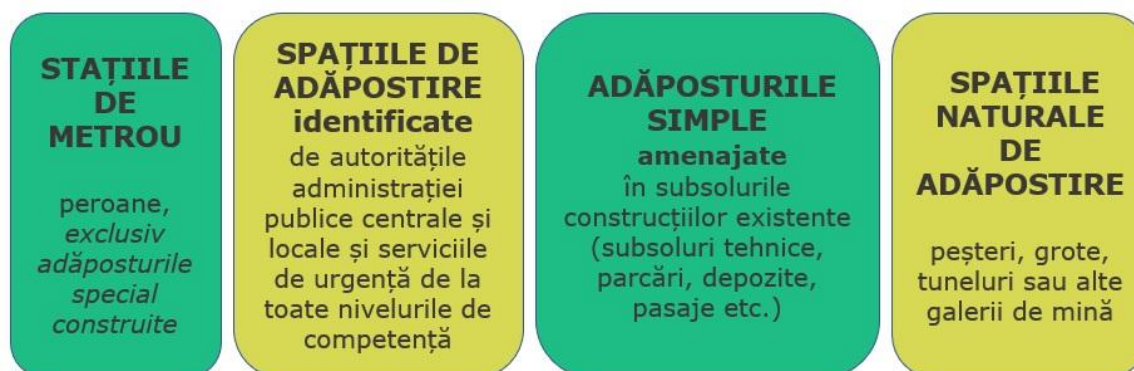 STAȚIILE
DE
METROU
peroane,
exclusiv
adăposturile
special
construite
SPAȚIILE DE
ADĂPOSTIRE
identificate
de autoritățile
administrației
publice centrale și
locale și serviciile
de urgență de la
toate nivelurile de
competență
ADĂPOSTURILE
SIMPLE
amenajate
în subsolurile
construcțiilor existente
(subsoluri tehnice,
parcări, depozite,
pasaje etc.)
SPAȚIILE
NATURALE
DE
ADĂPOSTIRE
peșteri, grote,
tuneluri sau alte
galerii de mină